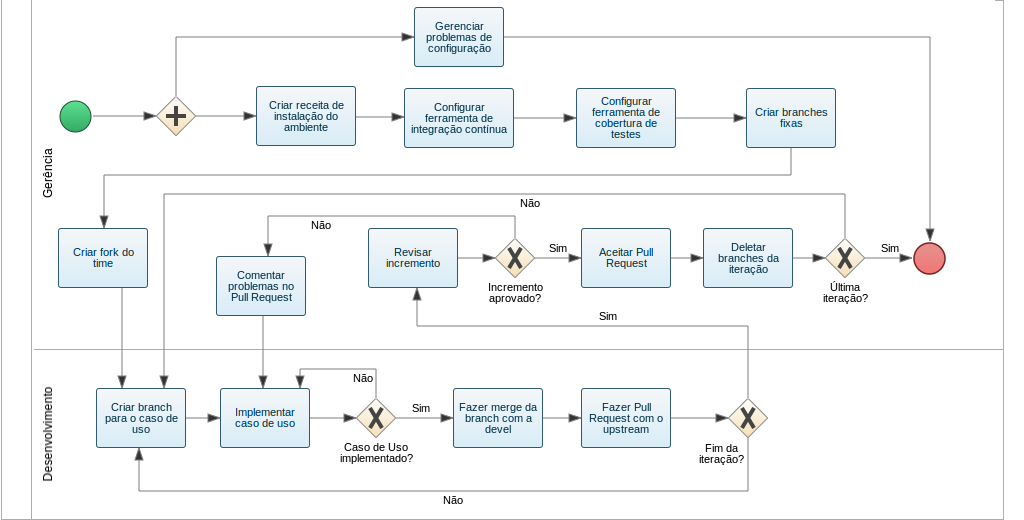 Gerência
Gerenciar
problemas de
configuração
Criar receita de
instalação do
ambiente
Configurar
ferramenta de
integração contínua
Configurar
ferramenta de
cobertura de
testes
Criar branches
fixas
Não
Criar fork do
time
Não
Comentar
problemas no
Pull Request
Revisar
incremento
Incremento
aprovado?
Sim
Aceitar Pull
Request
Deletar
branches da
iteração
Última
iteração?
Sim
Sim
Desenvolvimento
Criar branch
para o caso de
uso
Implementar
caso de uso
Não
Caso de Uso
implementado?
Sim
Fazer merge da
branch com a
devel
Fazer Pull
Request com o
upstream
Fim da
iteração?
Não